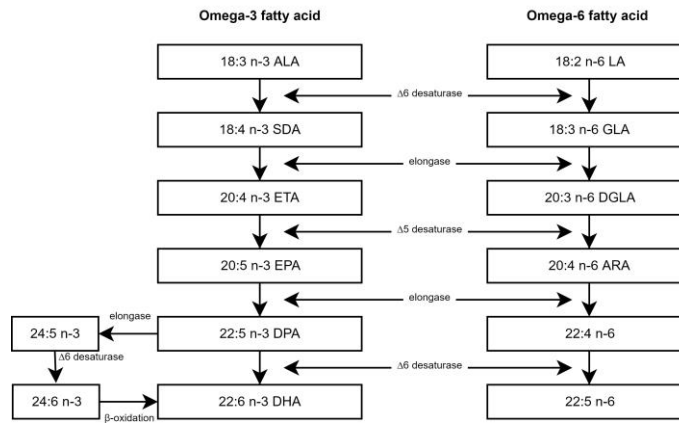 Omega-3 fatty acid
Omega-6 fatty acid
18:3 n-3 ALA
18:2 n-6 LA
Δ6 desaturase
18:4 n-3 SDA
18:3 n-6 GLA
elongase
20:4 n-3 ETA
20:3 n-6 DGLA
Δ5 desaturase
20:5 n-3 EPA
20:4 n-6 ARA
elongase
elongase
24:5 n-3
22:5 n-3 DPA
22:4 n-6
Δ6 desaturase
Δ6 desaturase
24:6 n-3
22:6 n-3 DHA
22:5 n-6
β-oxidation